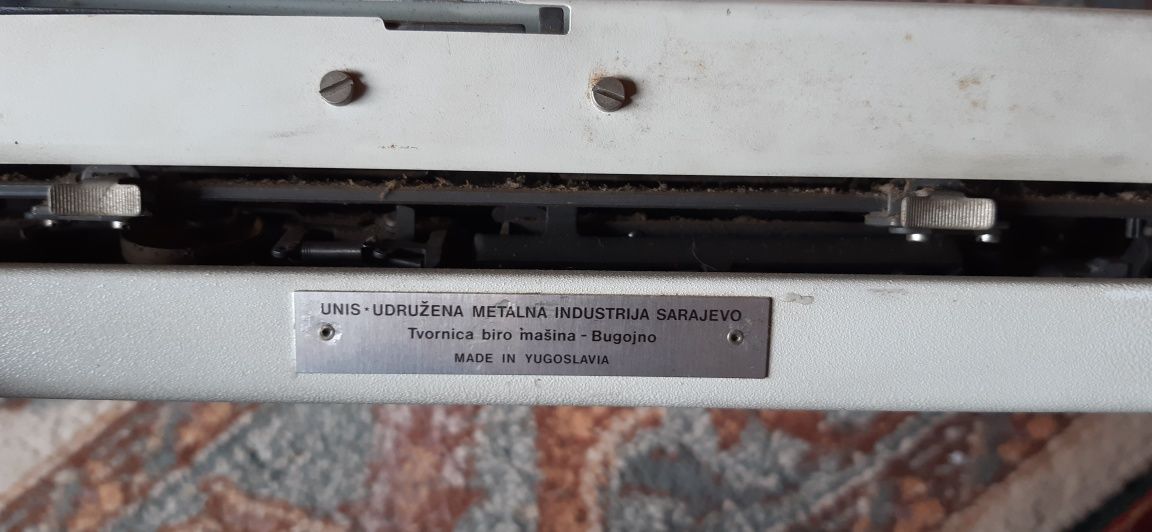 UNIS · UDRUŽENA METALNA INDUSTRIJA SARAJEVO
Tvornica biro mašina - Bugojno
MADE IN YUGOSLAVIA